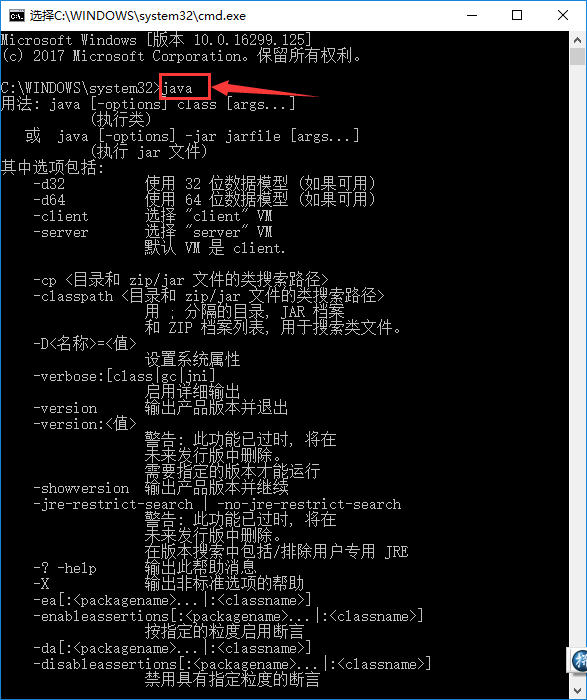 选择C:\WINDOWS\system32\cmd.exe
Microsoft Windows [版本 10.0.16299.125]
(c) 2017 Microsoft Corporation。保留所有权利。
C:\WINDOWS\system32>java
用法: java [-options] class [args...]
(执行类)
或 java [-options] -jar jarfile [args...]
(执行 jar 文件)
其中选项包括:
-d32 使用 32 位数据模型 (如果可用)
-d64 使用 64 位数据模型 (如果可用)
-client 选择 "client" VM
-server 选择 "server" VM
默认 VM 是 client.
-cp <目录和 zip/jar 文件的类搜索路径>
-classpath <目录和 zip/jar 文件的类搜索路径>
用 ; 分隔的目录, JAR 档案
和 ZIP 档案列表, 用于搜索类文件。
-D<名称>=<值>
设置系统属性
-verbose:[class|gc|jni]
启用详细输出
-version 输出产品版本并退出
-version:<值>
警告: 此功能已过时, 将在
未来发行版中删除。
需要指定的版本才能运行
-showversion 输出产品版本并继续
-jre-restrict-search | -no-jre-restrict-search
警告: 此功能已过时, 将在
未来发行版中删除。
在版本搜索中包括/排除用户专用 JRE
-? -help 输出此帮助消息
-X 输出非标准选项的帮助
-ea[:<packagename>...|:<classname>]
-enableassertions[:<packagename>...|:<classname>]
按指定的粒度启用断言
-da[:<packagename>...|:<classname>]
-disableassertions[:<packagename>...|:<classname>]
禁用具有指定粒度的断言